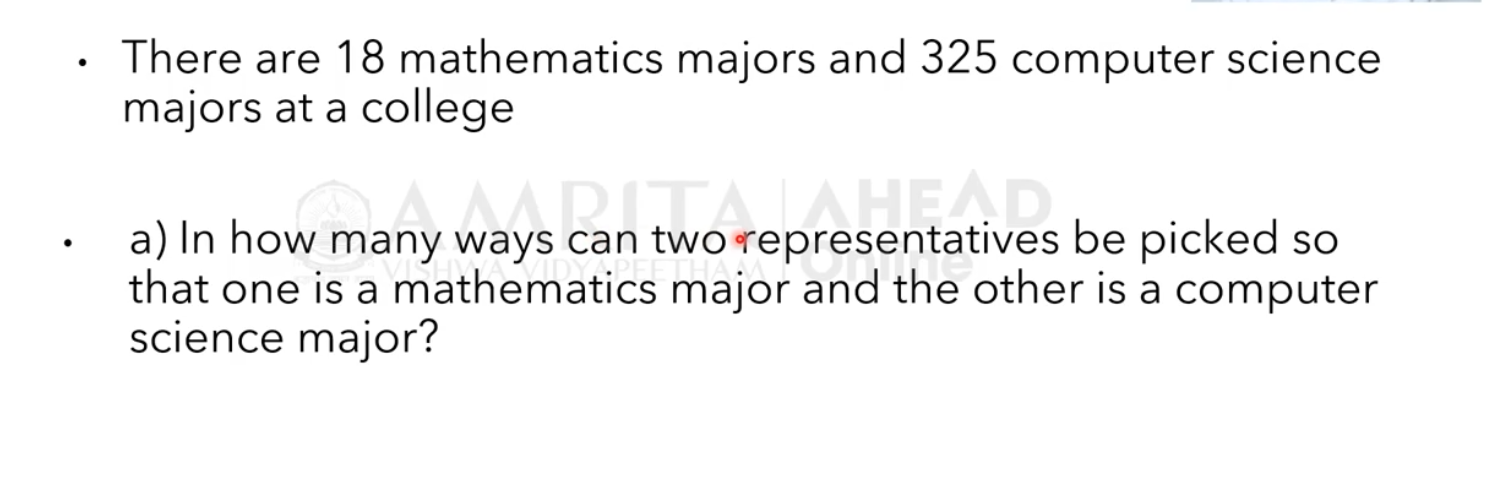 • There are 18 mathematics majors and 325 computer science
majors at a college
AMRITA AHEAD
VISHWA VIDYAPEETHAM Online
• a) In how many ways can two representatives be picked so
that one is a mathematics major and the other is a computer
science major?